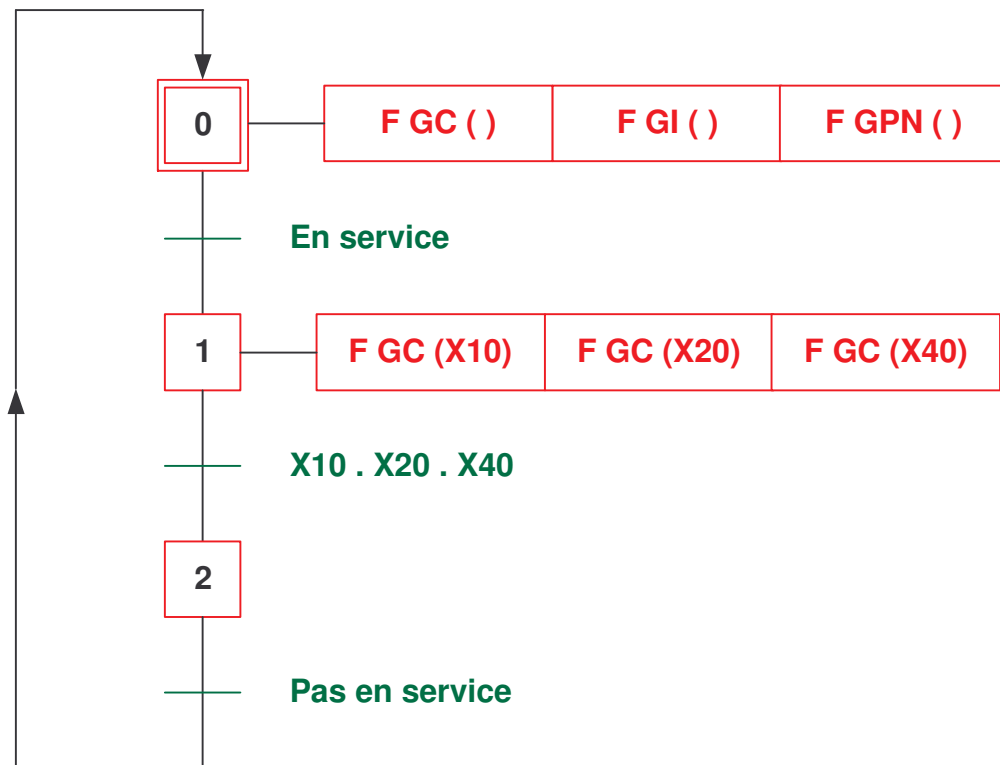 0 F GC ( ) F GI ( ) F GPN ( )
En service
1 F GC (X10) F GC (X20) F GC (X40)
X10 . X20 . X40
2
Pas en service